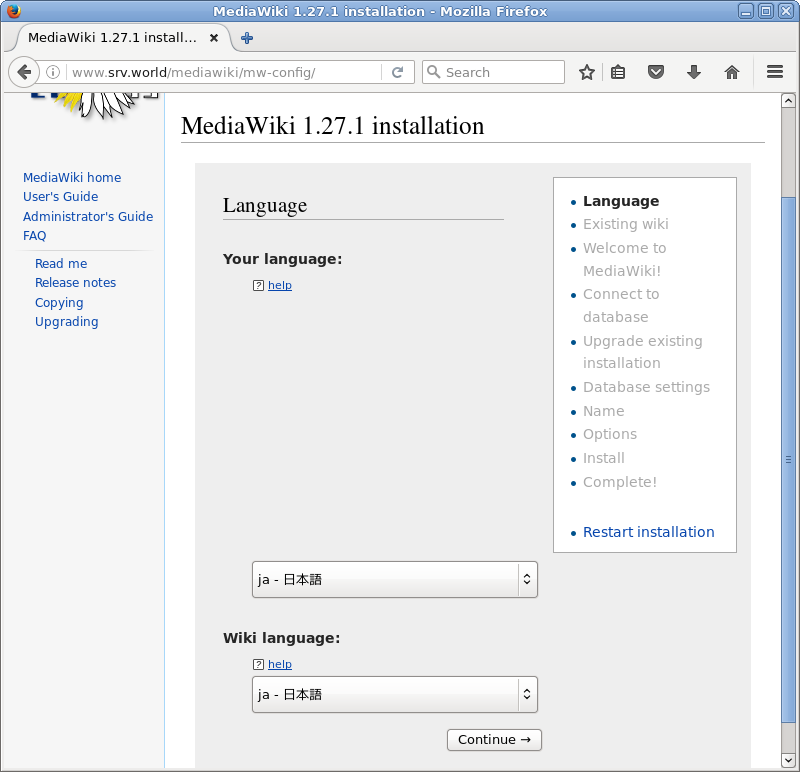 MediaWiki 1.27.1 installation - Mozilla Firefox
MediaWiki 1.27.1 install...
www.srv.world/mediawiki/mw-config/
Search
MediaWiki home
User's Guide
Administrator's Guide
FAQ
Read me
Release notes
Copying
Upgrading
MediaWiki 1.27.1 installation
Language
Your language:
? help
ja - 日本語
Wiki language:
? help
ja - 日本語
Continue →
Language
Existing wiki
Welcome to
MediaWiki!
Connect to
database
Upgrade existing
installation
Database settings
Name
Options
Install
Complete!
Restart installation